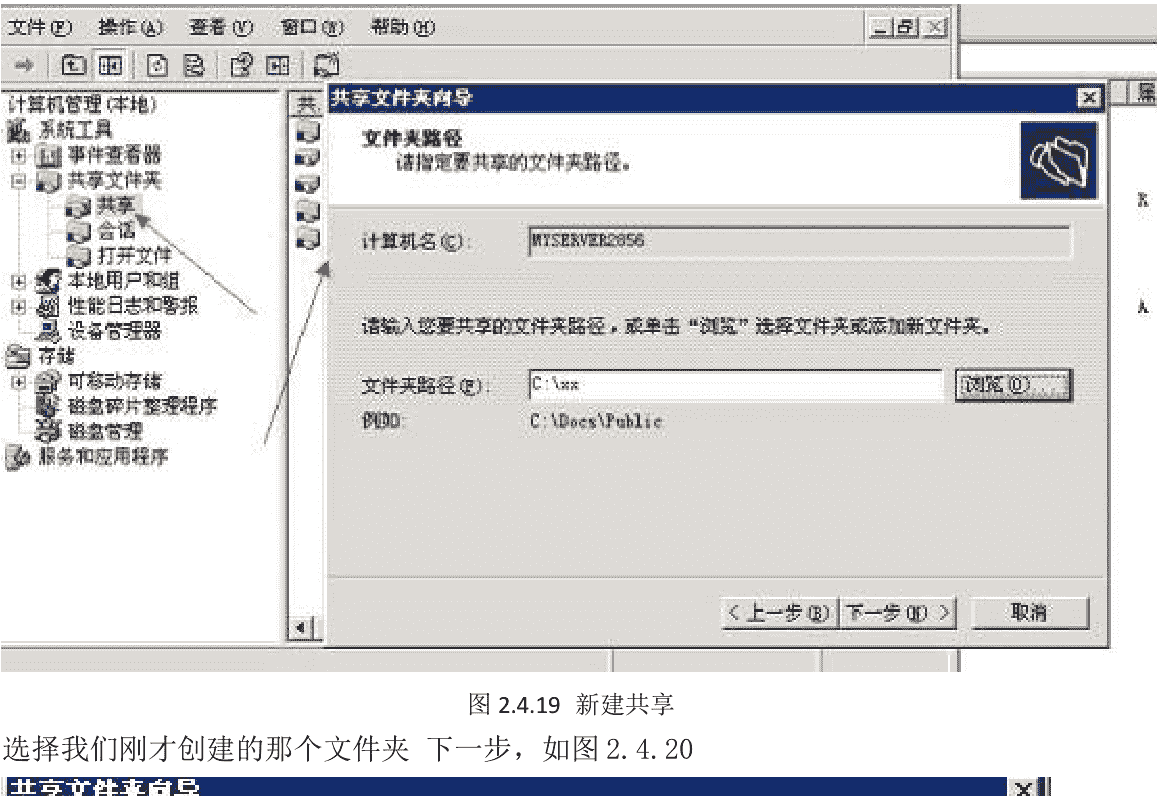 文件(F) 操作(A) 查看(V) 窗口(W) 帮助(H)
计算机管理(本地)
系统工具
事件查看器
共享文件夹
共享
会话
打开文件
本地用户和组
性能日志和警报
设备管理器
存储
可移动存储
磁盘碎片整理程序
磁盘管理
服务和应用程序
共
共享文件夹向导
文件夹路径
请指定要共享的文件夹路径。
计算机名(C):
MYSERVER2856
请输入您要共享的文件夹路径，或单击“浏览”选择文件夹或添加新文件夹。
文件夹路径(F):
C:\xx
浏览(O)...
例如:
C:\Docs\Public
< 上一步(B) 下一步(N) > 取消
图 2.4.19 新建共享
选择我们刚才创建的那个文件夹 下一步，如图 2.4.20
共享文件夹向导